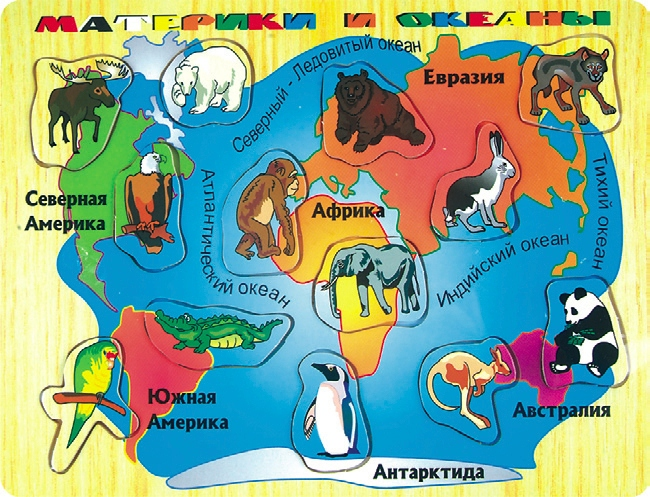 МАТЕРИКИ И ОКЕАНЫ
Северный - Ледовитый океан
Евразия
Северная
Америка
Атлантический океан
Африка
Тихий океан
Индийский океан
Южная
Америка
Австралия
Антарктида